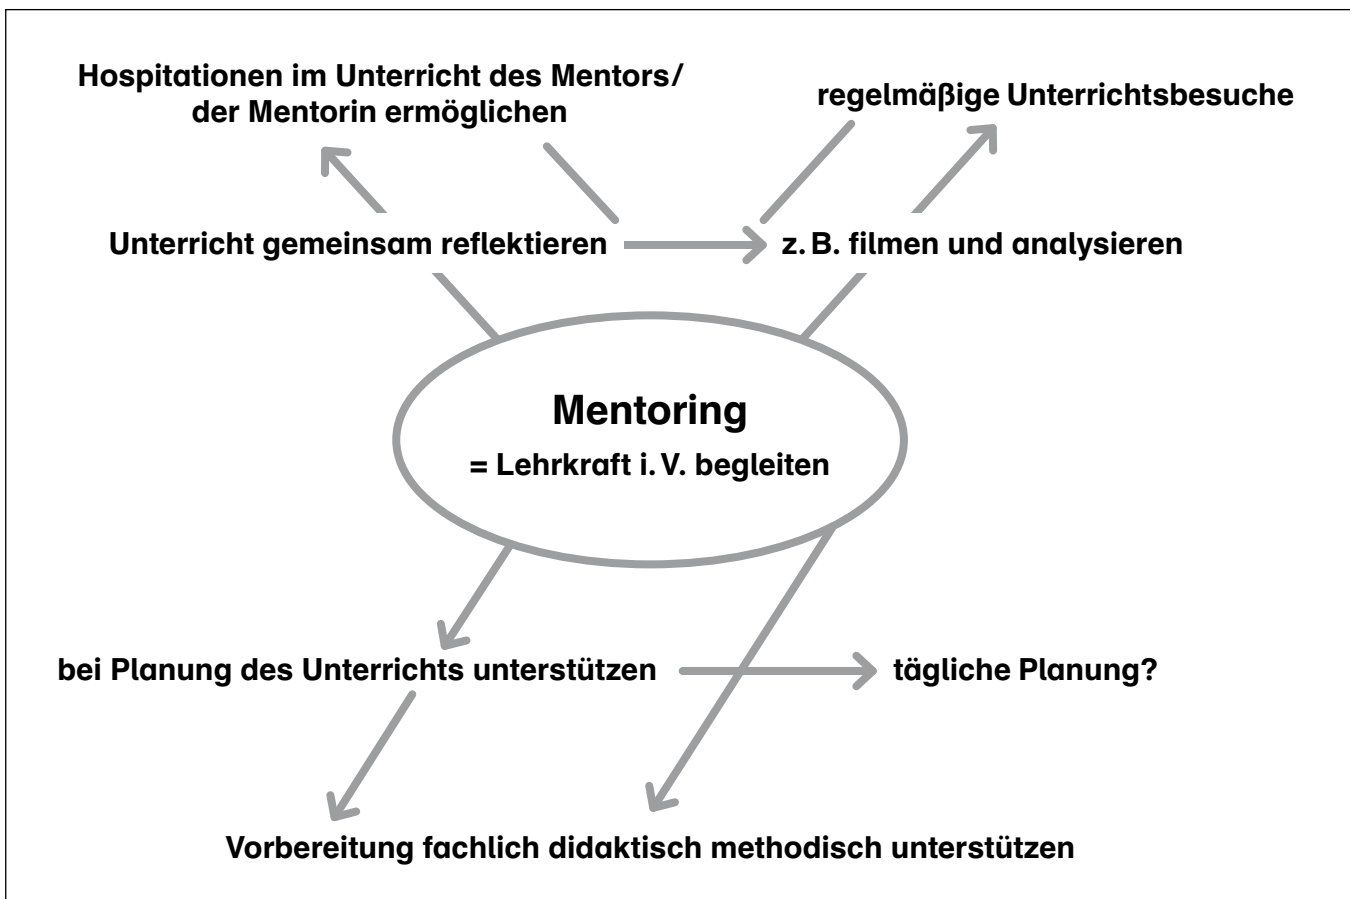 Hospitationen im Unterricht des Mentors/
der Mentorin ermöglichen
regelmäßige Unterrichtsbesuche
Unterricht gemeinsam reflektieren
z. B. filmen und analysieren
Mentoring
= Lehrkraft i. V. begleiten
bei Planung des Unterrichts unterstützen
tägliche Planung?
Vorbereitung fachlich didaktisch methodisch unterstützen